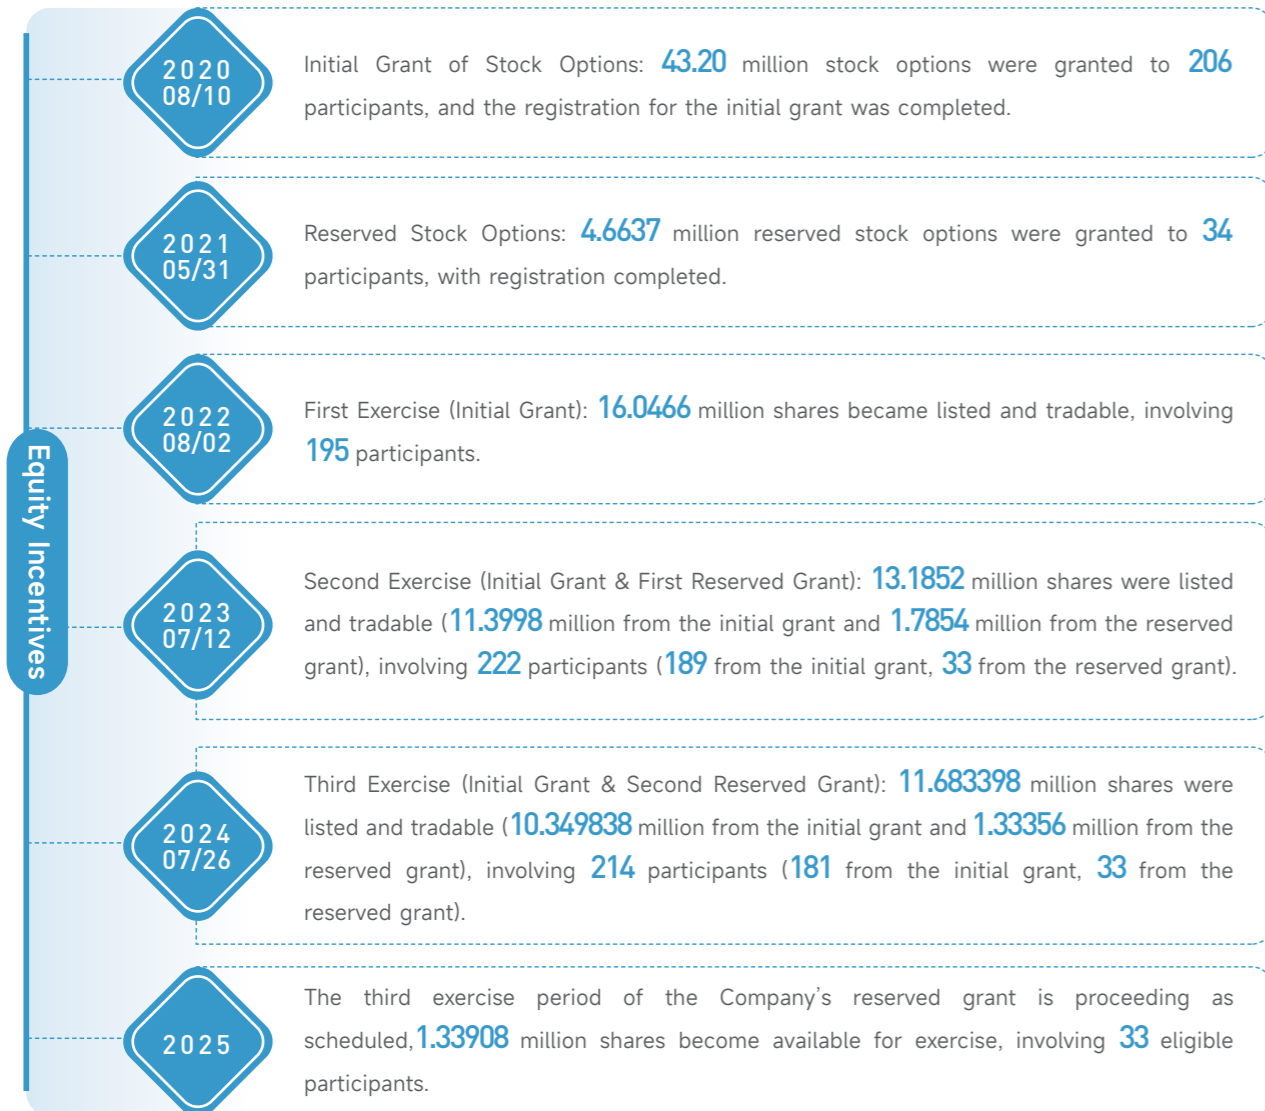 Equity Incentives
2020
08/10
Initial Grant of Stock Options: 43.20 million stock options were granted to 206
participants, and the registration for the initial grant was completed.
2021
05/31
Reserved Stock Options: 4.6637 million reserved stock options were granted to 34
participants, with registration completed.
2022
08/02
First Exercise (Initial Grant): 16.0466 million shares became listed and tradable, involving
195 participants.
2023
07/12
Second Exercise (Initial Grant & First Reserved Grant): 13.1852 million shares were listed
and tradable (11.3998 million from the initial grant and 1.7854 million from the reserved
grant), involving 222 participants (189 from the initial grant, 33 from the reserved grant).
2024
07/26
Third Exercise (Initial Grant & Second Reserved Grant): 11.683398 million shares were
listed and tradable (10.349838 million from the initial grant and 1.33356 million from the
reserved grant), involving 214 participants (181 from the initial grant, 33 from the
reserved grant).
2025
The third exercise period of the Company's reserved grant is proceeding as
scheduled,1.33908 million shares become available for exercise, involving 33 eligible
participants.